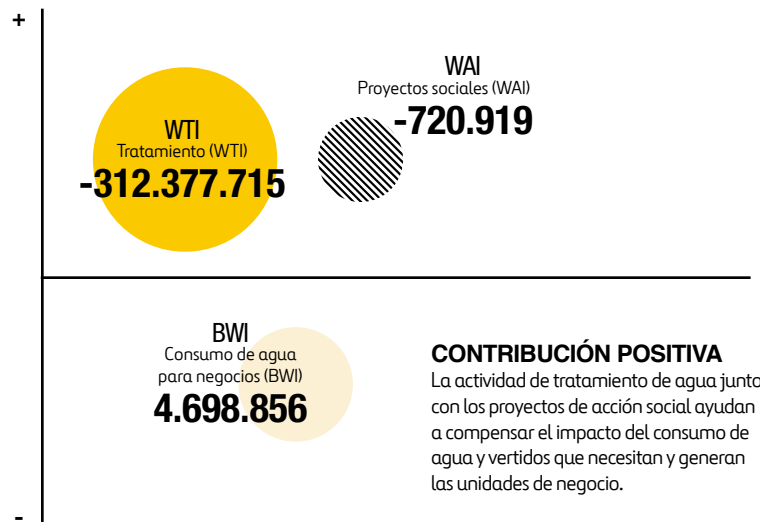 +
WTI
Tratamiento (WTI)
-312.377.715
WAI
Proyectos sociales (WAI)
-720.919
BWI
Consumo de agua
para negocios (BWI)
4.698.856
CONTRIBUCIÓN POSITIVA
La actividad de tratamiento de agua junto
con los proyectos de acción social ayudan
a compensar el impacto del consumo de
agua y vertidos que necesitan y generan
las unidades de negocio.
-